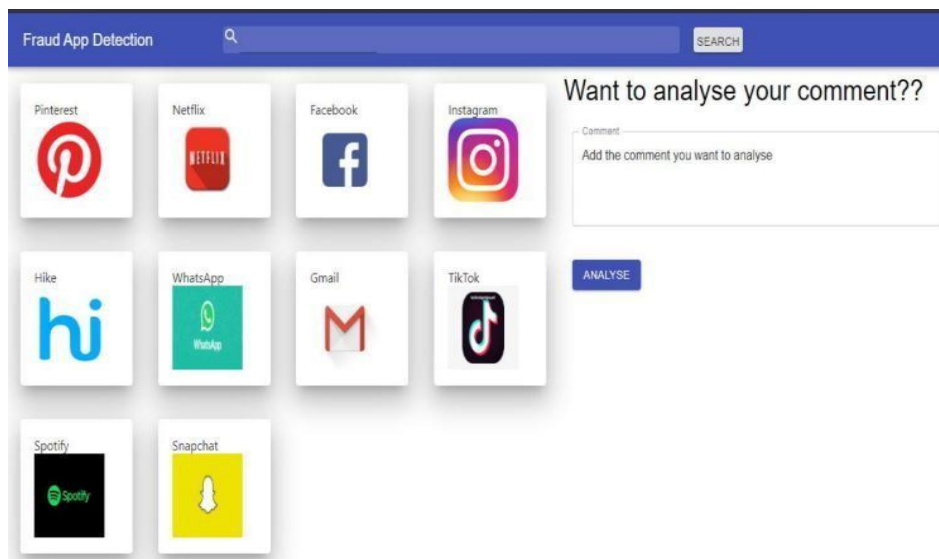 Fraud App Detection
SEARCH
Want to analyse your comment??
Comment
Add the comment you want to analyse
ANALYSE
Pinterest
Netflix
NETFLIX
Facebook
Instagram
Hike
hi
WhatsApp
WhatsApp
Gmail
TikTok
Spotify
Spotify
Snapchat